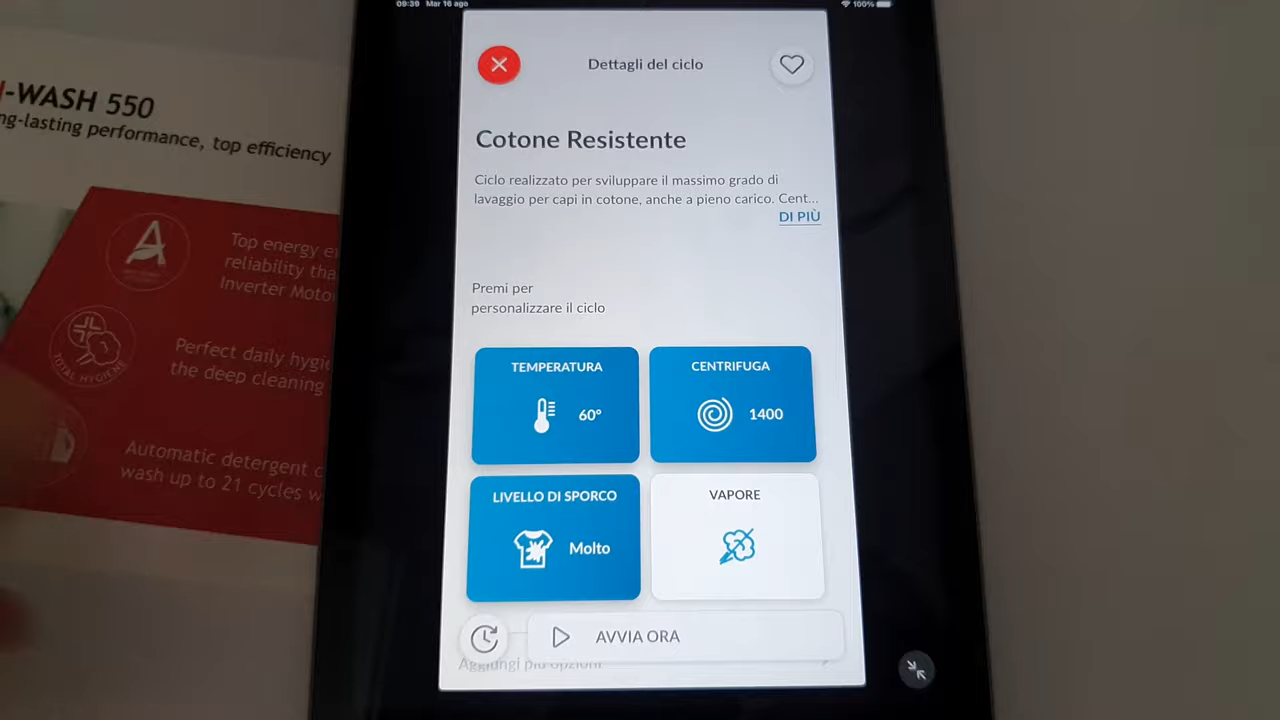 09:39 Mar 16 ago
100%
-WASH 550
ng-lasting performance, top efficiency
Top energy
reliability tha
Inverter Moto
TOTAL HYGIENE
Perfect daily hygie
the deep cleaning
Automatic detergent
wash up to 21 cycles w
Dettagli del ciclo
Cotone Resistente
Ciclo realizzato per sviluppare il massimo grado di
lavaggio per capi in cotone, anche a pieno carico. Cent...
DI PIÙ
Premi per
personalizzare il ciclo
TEMPERATURA
60°
CENTRIFUGA
1400
LIVELLO DI SPORCO
Molto
VAPORE
AVVIA ORA
Aggiungi più opzioni